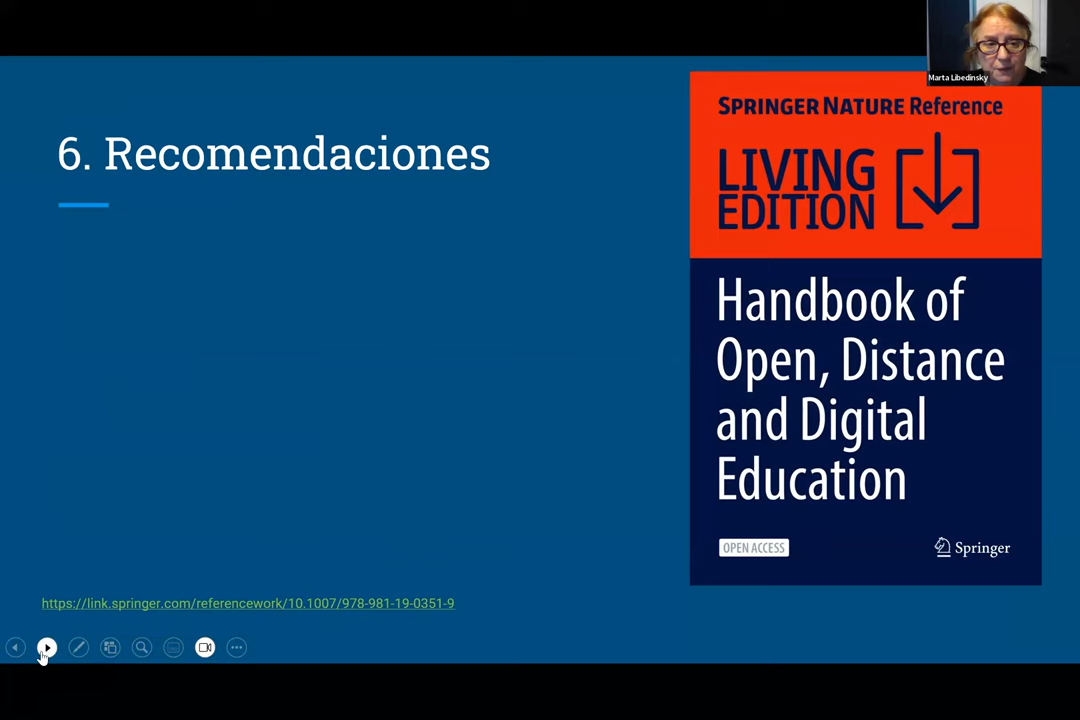 Marta Libedinsky
6. Recomendaciones
SPRINGER NATURE Reference
LIVING
EDITION
Handbook of
Open, Distance
and Digital
Education
OPEN ACCESS
Springer
https://link.springer.com/referencework/10.1007/978-981-19-0351-9